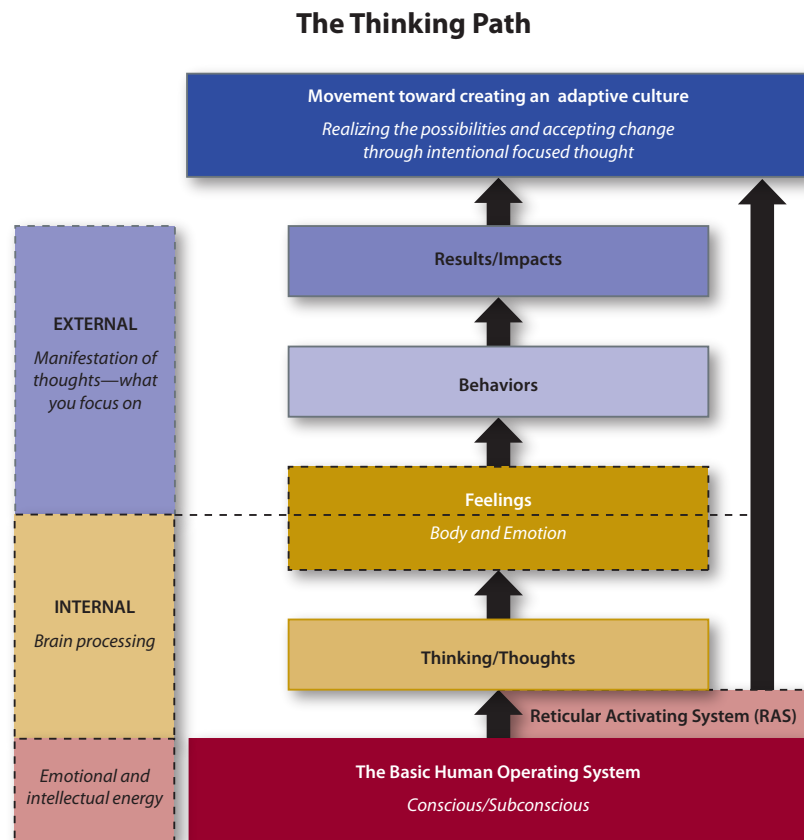 The Thinking Path
Movement toward creating an adaptive culture
Realizing the possibilities and accepting change
through intentional focused thought
Results/Impacts
EXTERNAL
Manifestation of
thoughts—what
you focus on
Behaviors
Feelings
Body and Emotion
INTERNAL
Brain processing
Thinking/Thoughts
Reticular Activating System (RAS)
Emotional and
intellectual energy
The Basic Human Operating System
Conscious/Subconscious